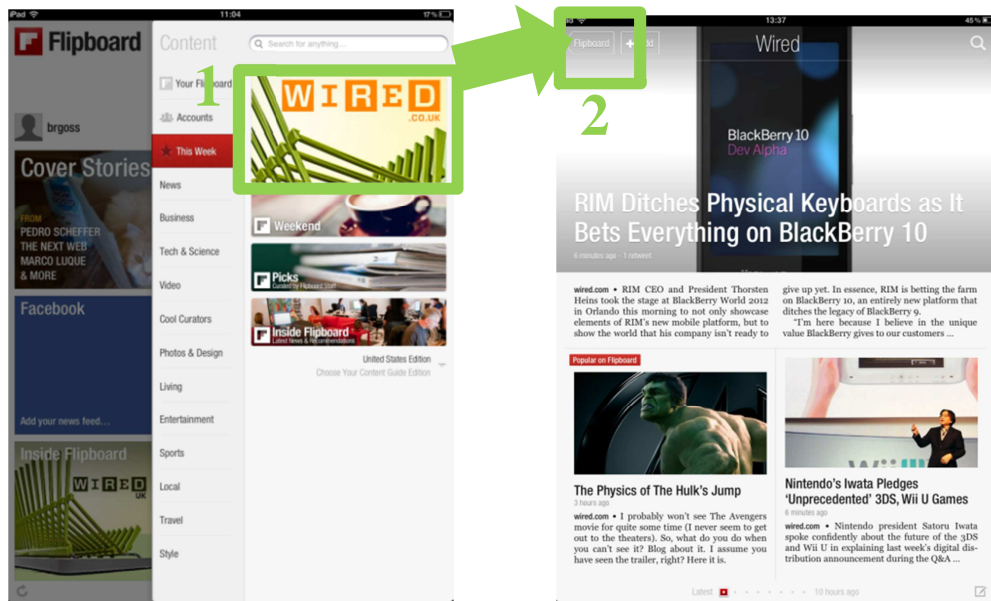 iPad
11:04
17%
Flipboard
brgoss
Cover Stories
FROM
PEDRO SCHEFFER
THE NEXT WEB
MARCO LUQUE
& MORE
Facebook
Add your news feed...
Inside Flipboard
WIRED
UK
Content
Search for anything...
Your Flipboard
Accounts
This Week
News
Business
Tech & Science
Video
Cool Curators
Photos & Design
Living
Entertainment
Sports
Local
Travel
Style
1
WIRED
.CO.UK
Weekend
Picks
Curated by Flipboard Staff
Inside Flipboard
Latest News & Recommendations
United States Edition
Choose Your Content Guide Edition
2
13:37
45%
Flipboard
Wired
BlackBerry 10
Dev Alpha
RIM Ditches Physical Keyboards as It
Bets Everything on BlackBerry 10
6 minutes ago - 1 retweet
wired.com • RIM CEO and President Thorsten
Heins took the stage at BlackBerry World 2012
in Orlando this morning to not only showcase
elements of RIM's new mobile platform, but to
show the world that his company isn't ready to
give up yet. In essence, RIM is betting the farm
on BlackBerry 10, an entirely new platform that
ditches the legacy of BlackBerry 9.
"I'm here because I believe in the unique
value BlackBerry gives to our customers ...
Popular on Flipboard
The Physics of The Hulk's Jump
3 hours ago
wired.com • I probably won't see The Avengers
movie for quite some time (I never seem to get
out to the theaters). So, what do you do when
you can't see it? Blog about it. I assume you
have seen the trailer, right? Here it is.
Nintendo's Iwata Pledges
'Unprecedented' 3DS, Wii U Games
6 minutes ago
wired.com • Nintendo president Satoru Iwata
spoke confidently about the future of the 3DS
and Wii U in explaining last week's digital dis-
tribution announcement during the Q&A ...
Latest
10 hours ago